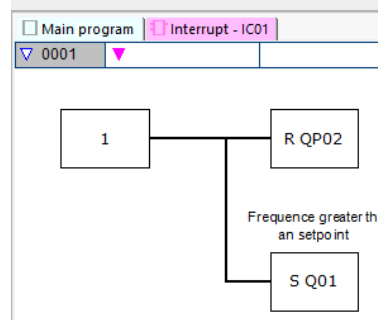 Main program
Interrupt - IC01
0001
1
R QP02
Frequence greater th
an setpoint
S Q01